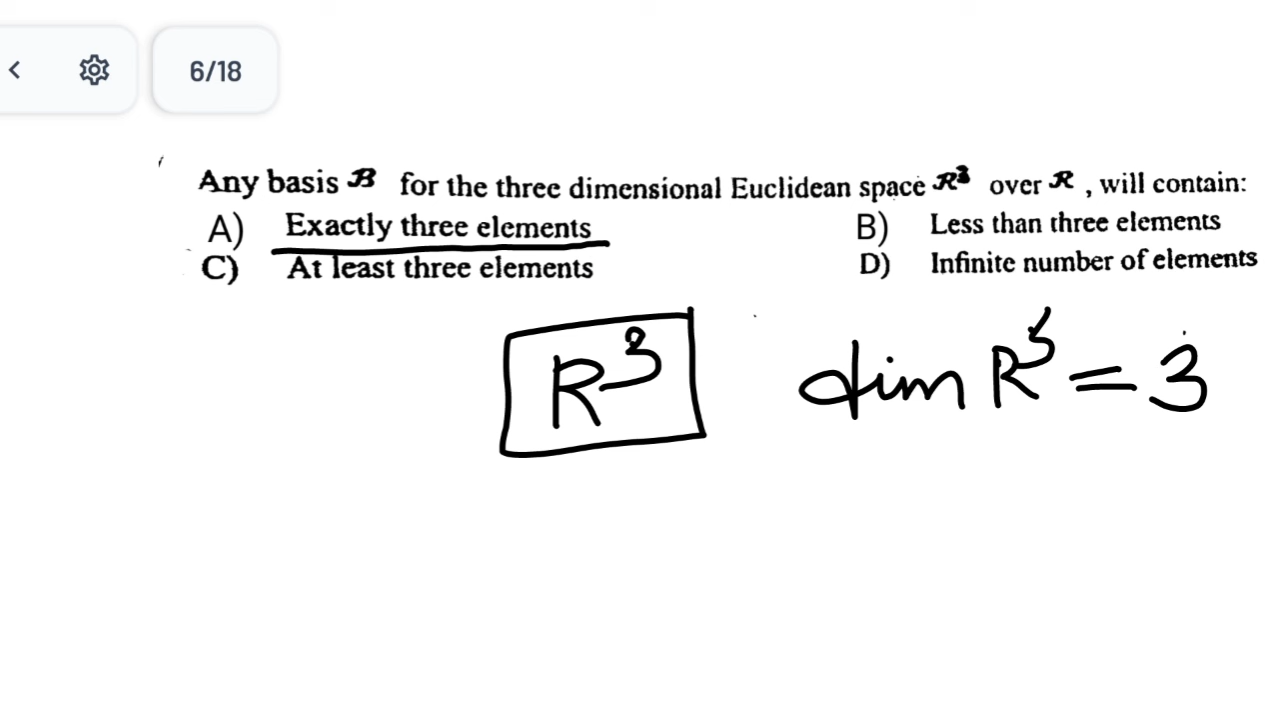 6/18
Any basis ℬ for the three dimensional Euclidean space ℛ³ over ℛ , will contain:
A) Exactly three elements B) Less than three elements
C) At least three elements D) Infinite number of elements
R³ dim R³ = 3